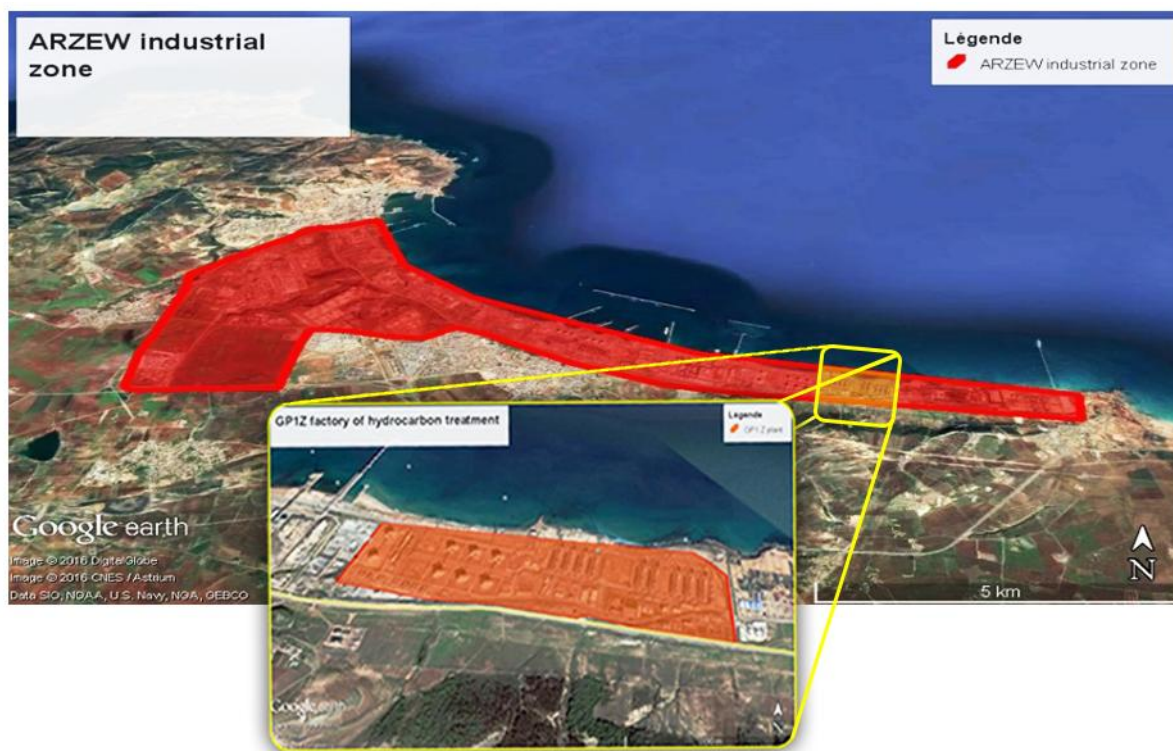 ARZEW industrial
zone
Légende
ARZEW industrial zone
GP1Z factory of hydrocarbon treatment
Légende
GP1Z plant
Google earth
Image © 2016 DigitalGlobe
Image © 2016 CNES / Astrium
Data SIO, NOAA, U.S. Navy, NGA, GEBCO
N
5 km
Google
N